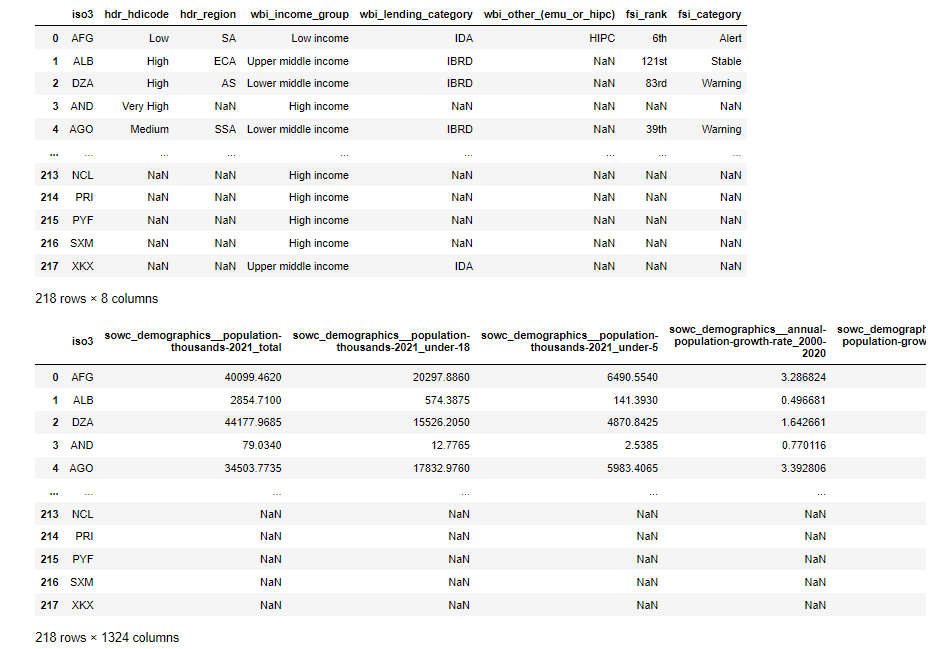 iso3 hdr_hdicode hdr_region wbi_income_group wbi_lending_category wbi_other_(emu_or_hipc) fsi_rank fsi_category
0 AFG Low SA Low income IDA HIPC 6th Alert
1 ALB High ECA Upper middle income IBRD NaN 121st Stable
2 DZA High AS Lower middle income IBRD NaN 83rd Warning
3 AND Very High NaN High income NaN NaN NaN NaN
4 AGO Medium SSA Lower middle income IBRD NaN 39th Warning
... ... ... ... ... ... ... ... ...
213 NCL NaN NaN High income NaN NaN NaN NaN
214 PRI NaN NaN High income NaN NaN NaN NaN
215 PYF NaN NaN High income NaN NaN NaN NaN
216 SXM NaN NaN High income NaN NaN NaN NaN
217 XKX NaN NaN Upper middle income IDA NaN NaN NaN
218 rows × 8 columns
iso3 sowc_demographics__population-thousands-2021_total sowc_demographics__population-thousands-2021_under-18 sowc_demographics__population-thousands-2021_under-5 sowc_demographics__annual-population-growth-rate_2000-2020 sowc_demograph population-grow
0 AFG 40099.4620 20297.8860 6490.5540 3.286824
1 ALB 2854.7100 574.3875 141.3930 0.496681
2 DZA 44177.9685 15526.2050 4870.8425 1.642661
3 AND 79.0340 12.7765 2.5385 0.770116
4 AGO 34503.7735 17832.9760 5983.4065 3.392806
... ... ... ... ... ...
213 NCL NaN NaN NaN NaN
214 PRI NaN NaN NaN NaN
215 PYF NaN NaN NaN NaN
216 SXM NaN NaN NaN NaN
217 XKX NaN NaN NaN NaN
218 rows × 1324 columns